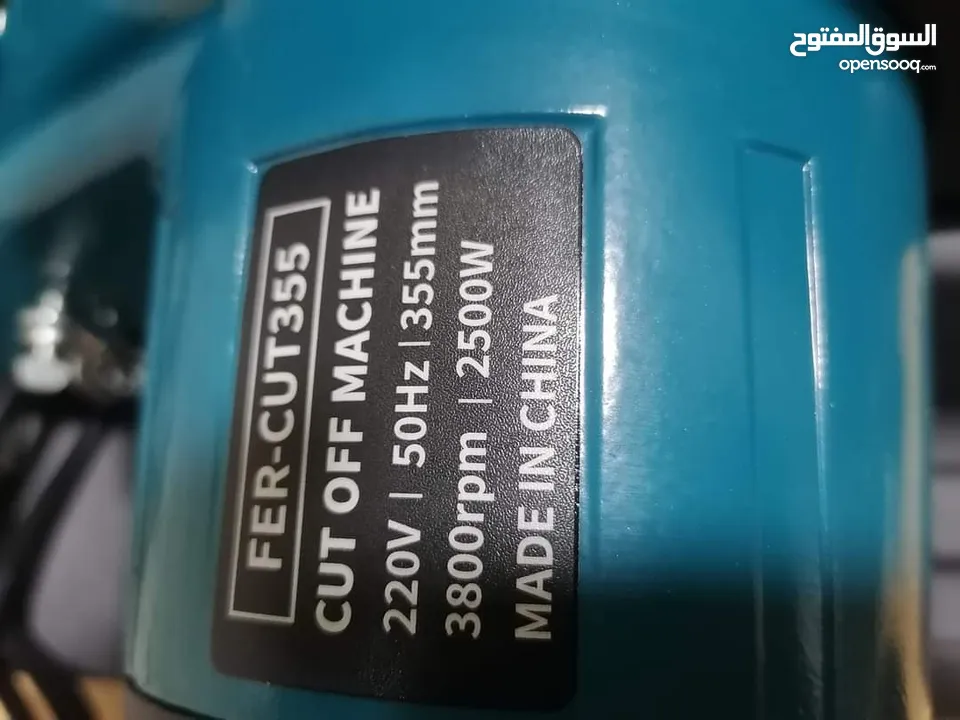 السوق المفتوح
opensooq.com
FER-CUT355
CUT OFF MACHINE
220V | 50Hz | 355mm
3800rpm | 2500W
MADE IN CHINA